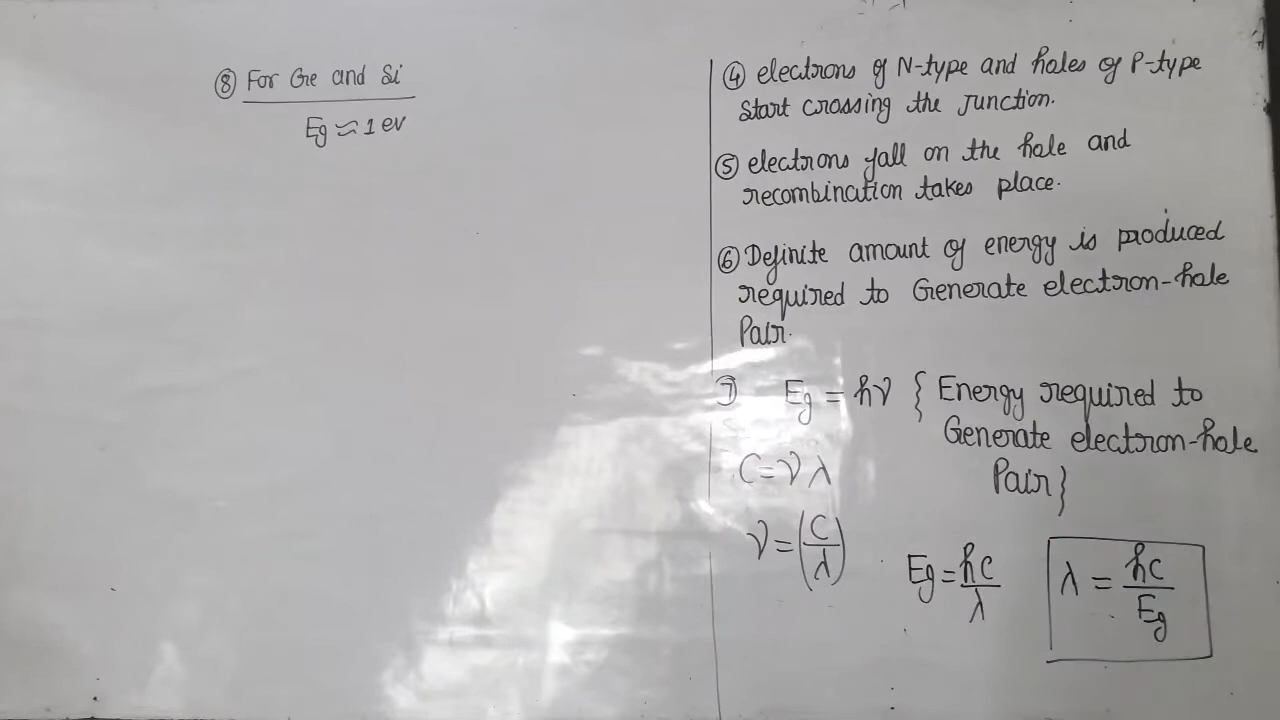 ⑧ For Ge and Si
Eg ≈ 1 ev
④ electrons of N-type and holes of P-type
start crossing the Junction.
⑤ electrons fall on the hole and
recombination takes place.
⑥ Definite amount of energy is produced
required to Generate electron-hole
Pair.
⑦ Eg = hν { Energy required to
Generate electron-hole
Pair }
C = ν λ
ν = (C/λ)
Eg = hc/λ
λ = hc/Eg